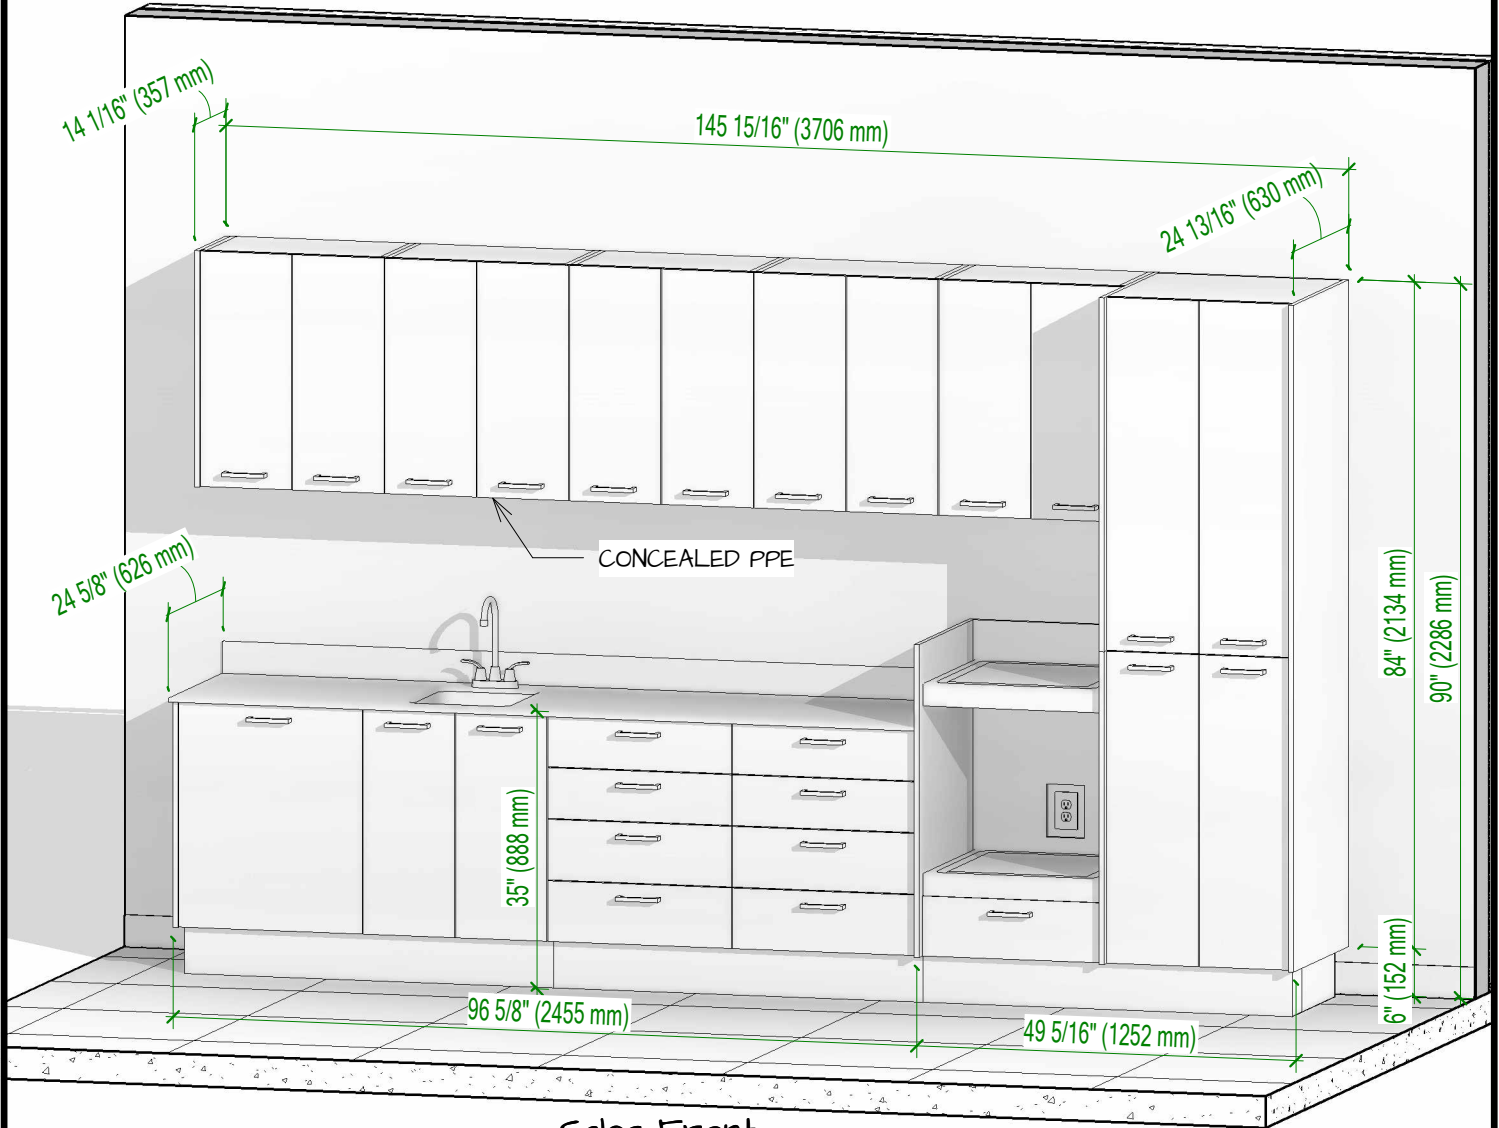 14 1/16" (357 mm)
145 15/16" (3706 mm)
24 13/16" (630 mm)
CONCEALED PPE
24 5/8" (626 mm)
84" (2134 mm)
90" (2286 mm)
35" (888 mm)
6" (152 mm)
96 5/8" (2455 mm)
49 5/16" (1252 mm)
Front